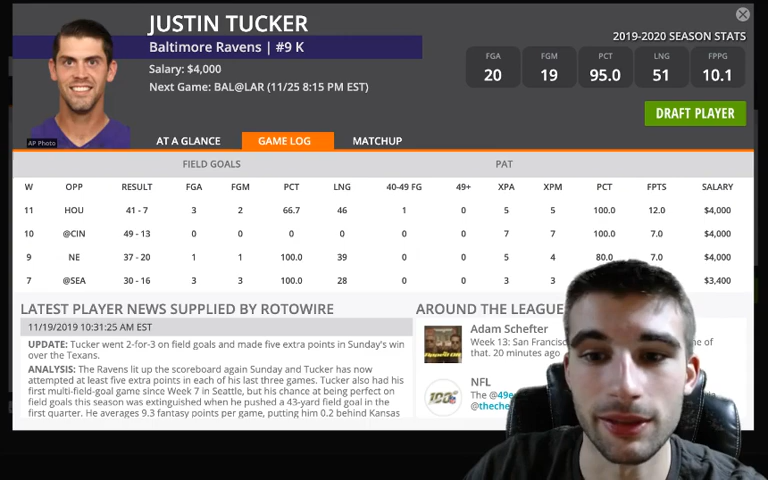 JUSTIN TUCKER
Baltimore Ravens | #9 K
Salary: $4,000
Next Game: BAL@LAR (11/25 8:15 PM EST)
2019-2020 SEASON STATS
FGA FGM PCT LNG FPPG
20 19 95.0 51 10.1
DRAFT PLAYER
AP Photo
AT A GLANCE GAME LOG MATCHUP
FIELD GOALS PAT
W OPP RESULT FGA FGM PCT LNG 40-49 FG 49+ XPA XPM PCT FPTS SALARY
11 HOU 41 - 7 3 2 66.7 46 1 0 5 5 100.0 12.0 $4,000
10 @CIN 49 - 13 0 0 0 0 0 0 7 7 100.0 7.0 $4,000
9 NE 37 - 20 1 1 100.0 39 0 0 5 4 80.0 7.0 $4,000
7 @SEA 30 - 16 3 3 100.0 28 0 0 3 3 $3,400
LATEST PLAYER NEWS SUPPLIED BY ROTOWIRE
11/19/2019 10:31:25 AM EST
UPDATE: Tucker went 2-for-3 on field goals and made five extra points in Sunday's win
over the Texans.
ANALYSIS: The Ravens lit up the scoreboard again Sunday and Tucker has now
attempted at least five extra points in each of his last three games. Tucker also had his
first multi-field-goal game since Week 7 in Seattle, but his chance at being perfect on
field goals this season was extinguished when he pushed a 43-yard field goal in the
first quarter. He averages 9.3 fantasy points per game, putting him 0.2 behind Kansas
AROUND THE LEAGUE
Adam Schefter
Week 13: San Francisc ne of
that. 20 minutes ago
NFL
The @49e
@theche
100